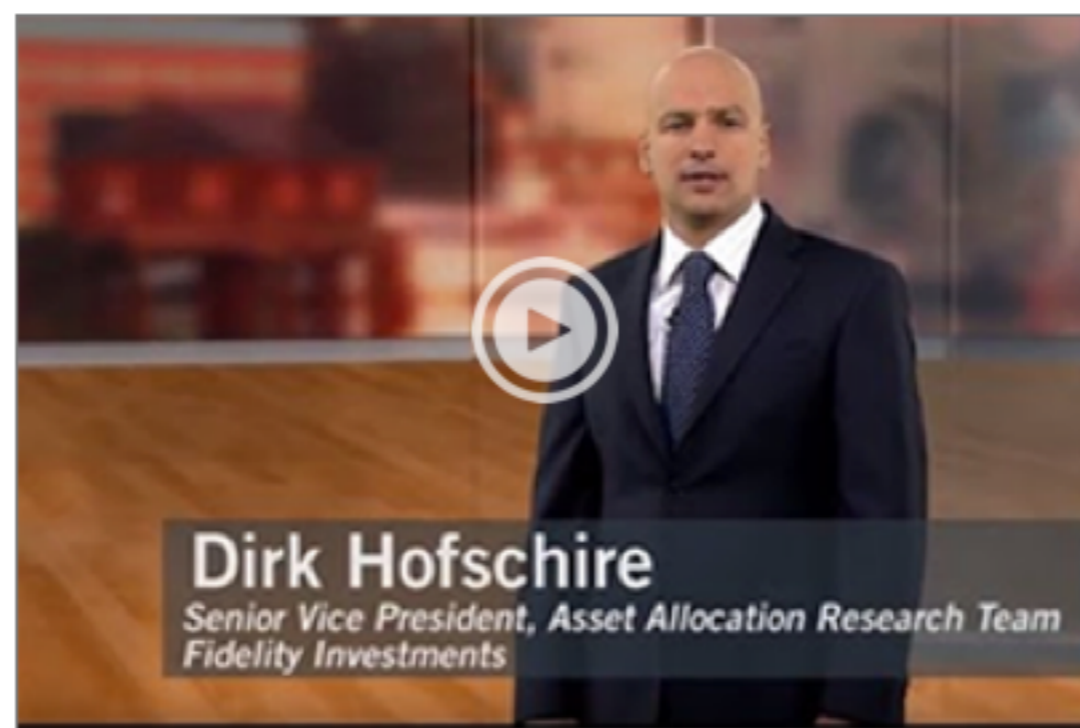 Dirk Hofschire
Senior Vice President, Asset Allocation Research Team
Fidelity Investments